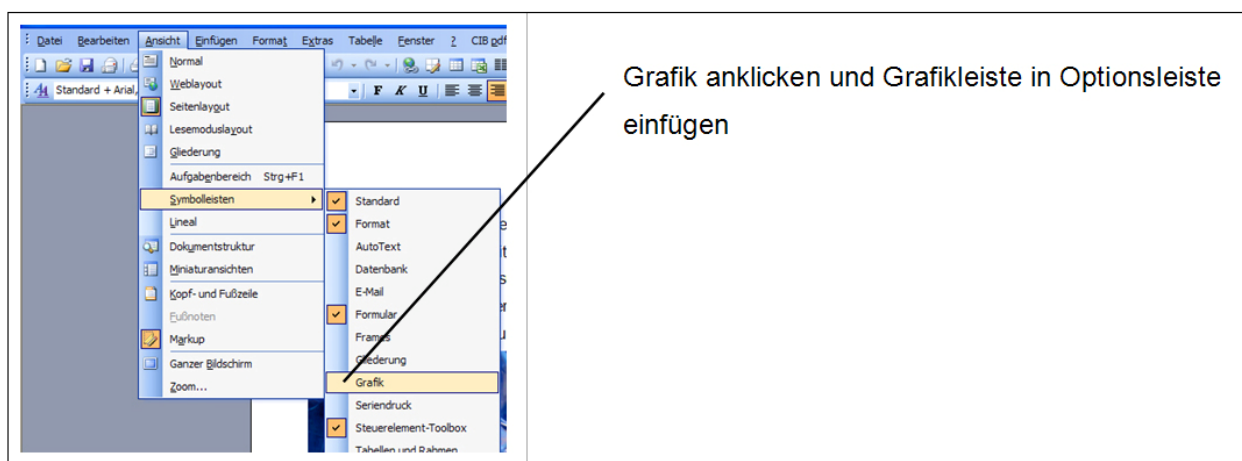 Datei Bearbeiten Ansicht Einfügen Format Extras Tabelle Fenster ? CIB pdf
Standard + Arial, F K U
Normal
Weblayout
Seitenlayout
Lesemoduslayout
Gliederung
Aufgabenbereich Strg+F1
Symbolleisten
Lineal
Dokumentstruktur
Miniaturansichten
Kopf- und Fußzeile
Fußnoten
Markup
Ganzer Bildschirm
Zoom...
Standard
Format
AutoText
Datenbank
E-Mail
Formular
Frames
Gliederung
Grafik
Seriendruck
Steuerelement-Toolbox
Tabellen und Rahmen
Grafik anklicken und Grafikleiste in Optionsleiste
einfügen